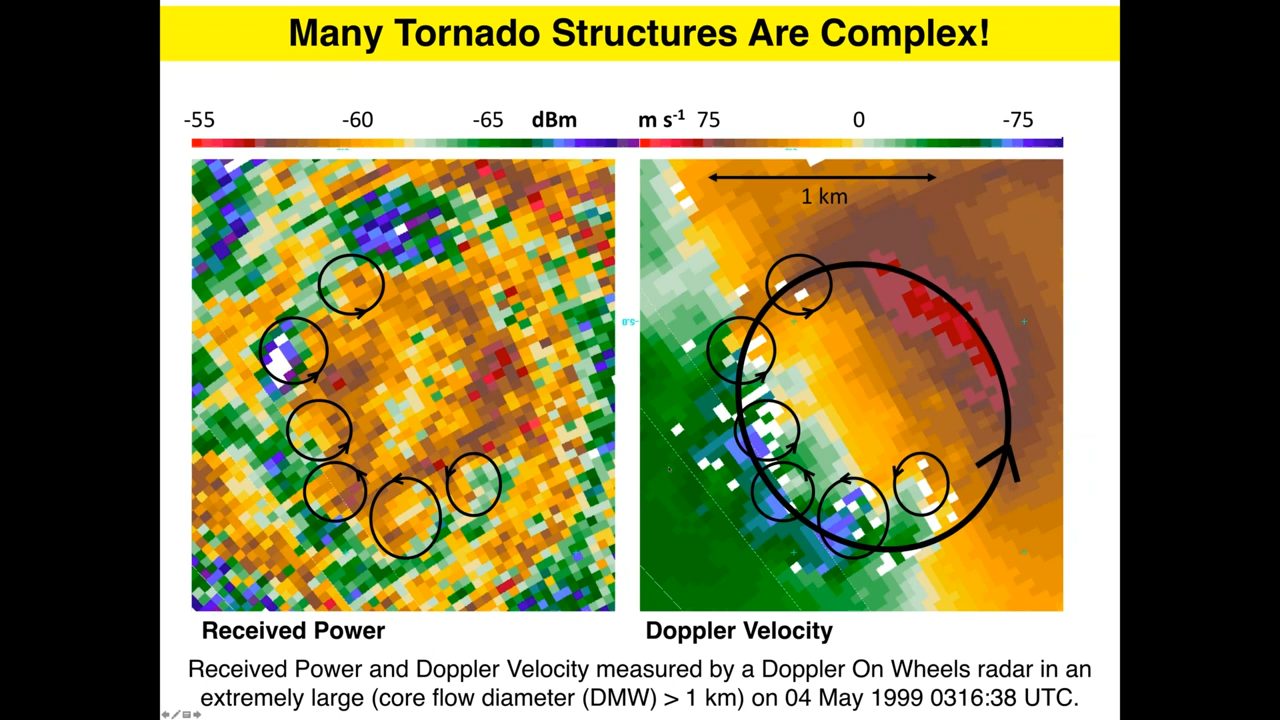 Many Tornado Structures Are Complex!
-55 -60 -65 dBm m s-1 75 0 -75
1 km
Received Power Doppler Velocity
Received Power and Doppler Velocity measured by a Doppler On Wheels radar in an
extremely large (core flow diameter (DMW) > 1 km) on 04 May 1999 0316:38 UTC.